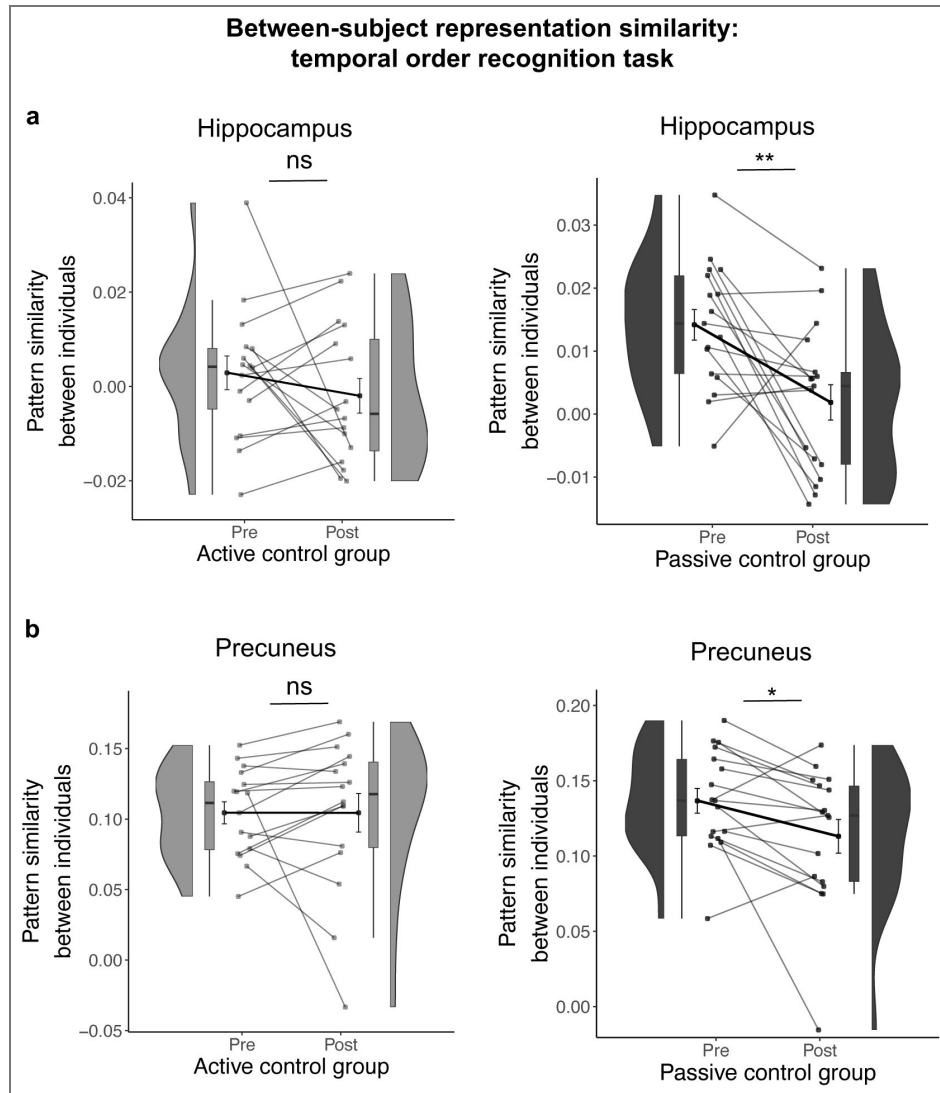 Between-subject representation similarity:
temporal order recognition task
a
Hippocampus
ns
Pattern similarity
between individuals
0.04
0.02
0.00
−0.02
Pre
Post
Active control group
Hippocampus
**
Pattern similarity
between individuals
0.03
0.02
0.01
0.00
−0.01
Pre
Post
Passive control group
b
Precuneus
ns
Pattern similarity
between individuals
0.15
0.10
0.05
0.00
−0.05
Pre
Post
Active control group
Precuneus
*
Pattern similarity
between individuals
0.20
0.15
0.10
0.05
0.00
Pre
Post
Passive control group